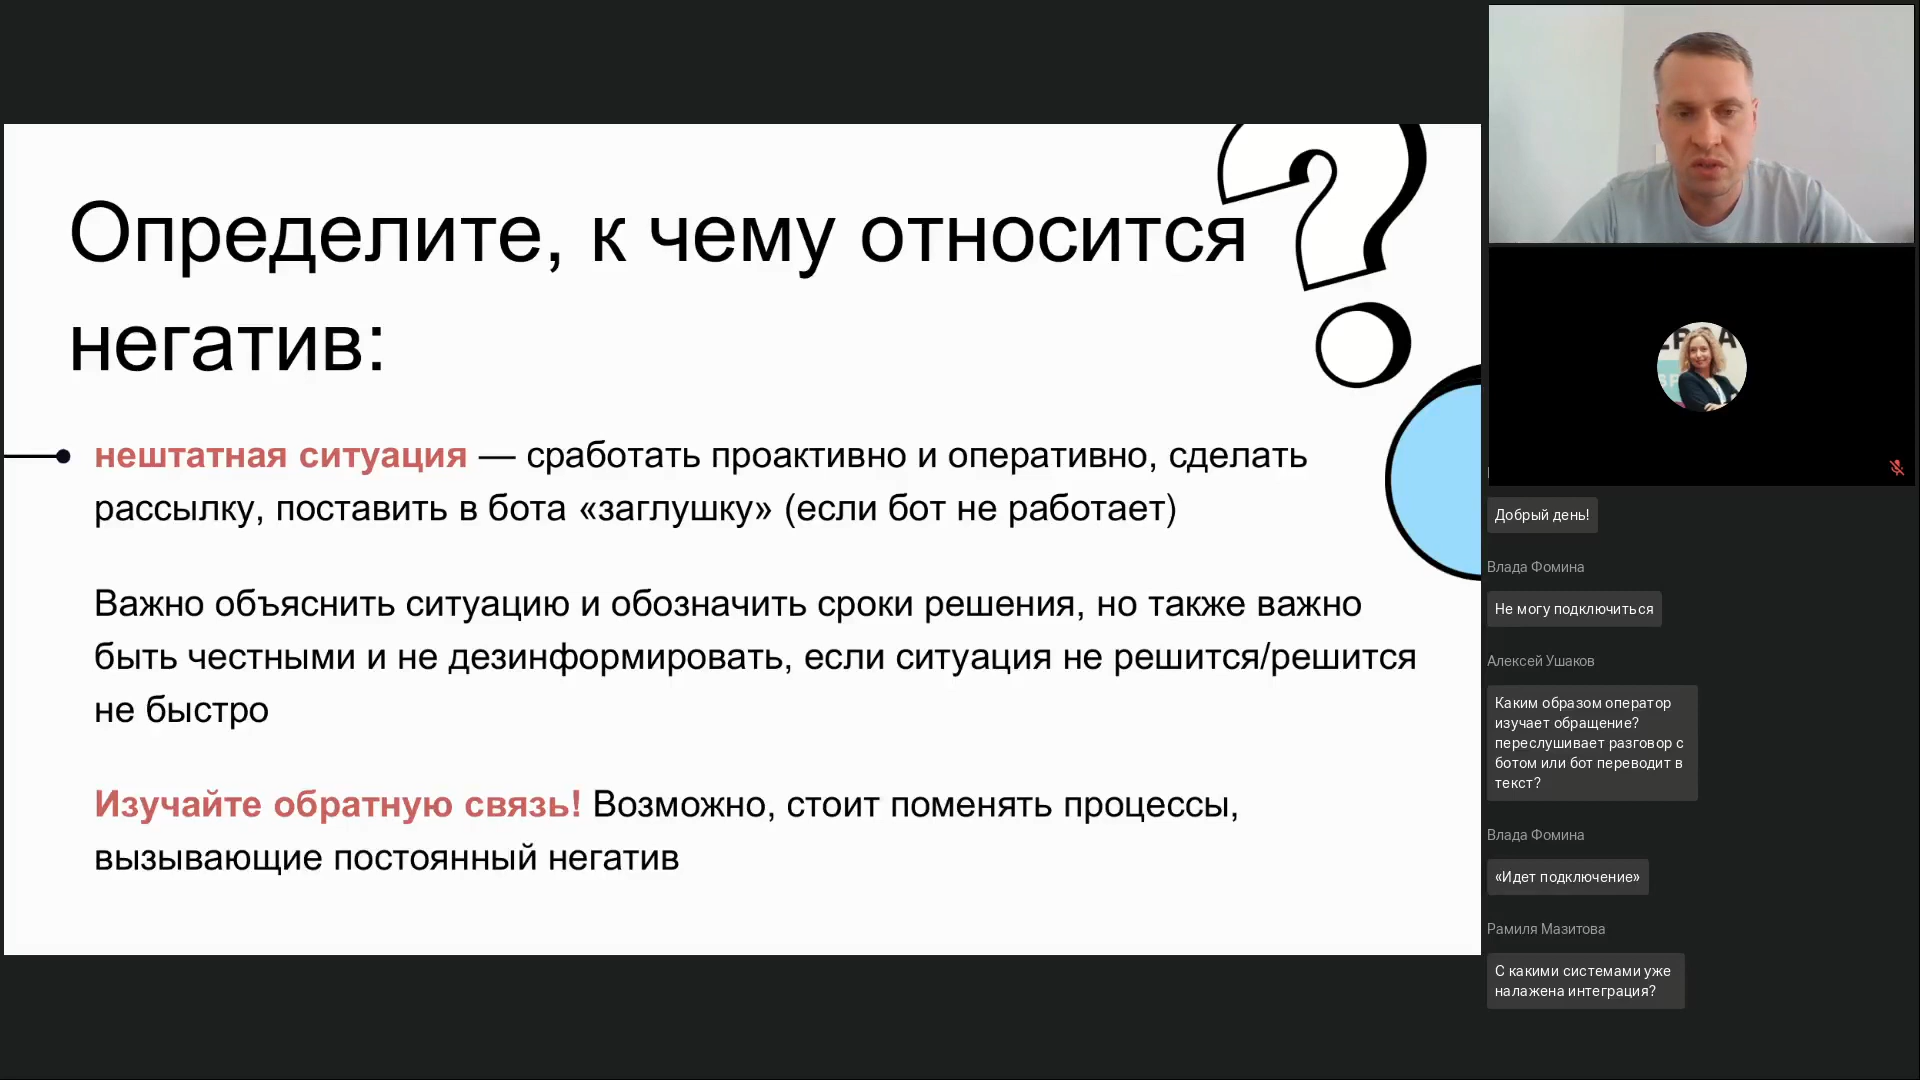 Определите, к чему относится
негатив:
нештатная ситуация — сработать проактивно и оперативно, сделать
рассылку, поставить в бота «заглушку» (если бот не работает)
Важно объяснить ситуацию и обозначить сроки решения, но также важно
быть честными и не дезинформировать, если ситуация не решится/решится
не быстро
Изучайте обратную связь! Возможно, стоит поменять процессы,
вызывающие постоянный негатив
Добрый день!
Влада Фомина
Не могу подключиться
Алексей Ушаков
Каким образом оператор
изучает обращение?
переслушивает разговор с
ботом или бот переводит в
текст?
Влада Фомина
«Идет подключение»
Рамиля Мазитова
С какими системами уже
налажена интеграция?